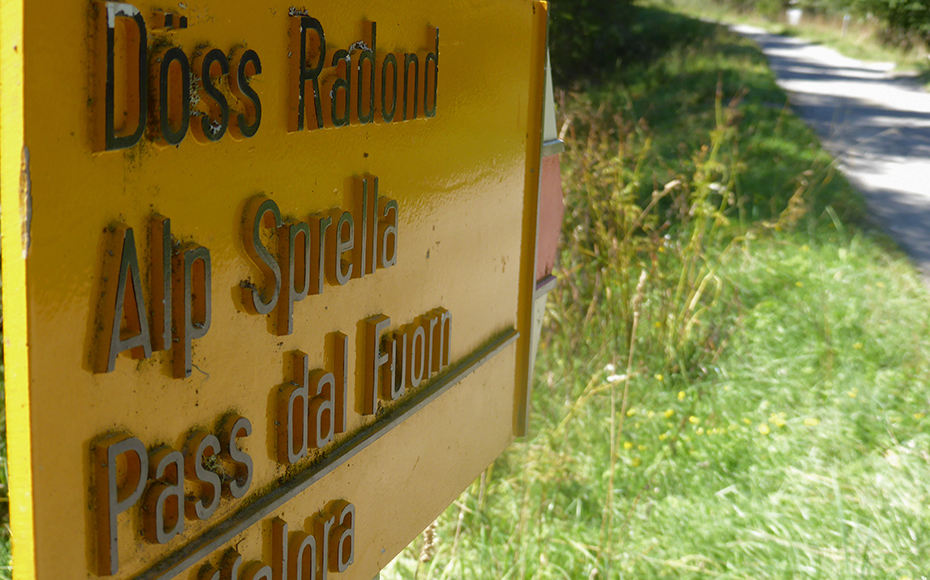 Döss Radond
Alp Sprella
Pass dal Fuorn